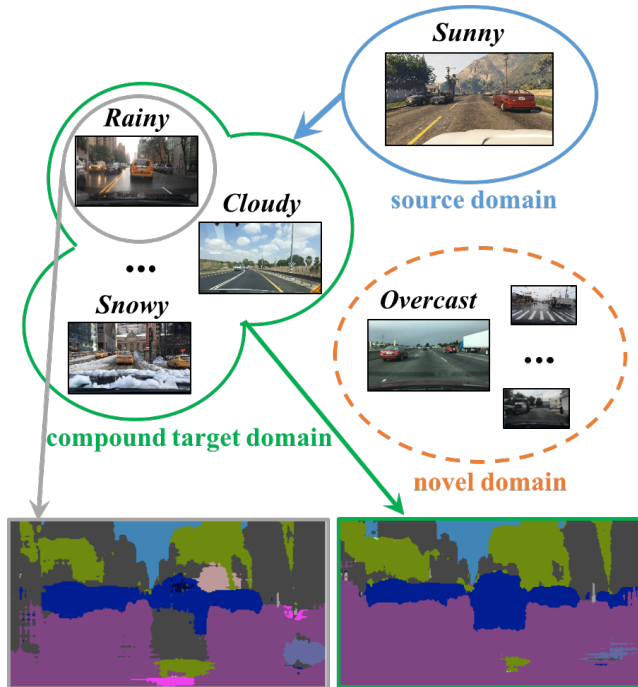 Sunny
Rainy
source domain
Cloudy
...
Snowy
Overcast
...
compound target domain
novel domain